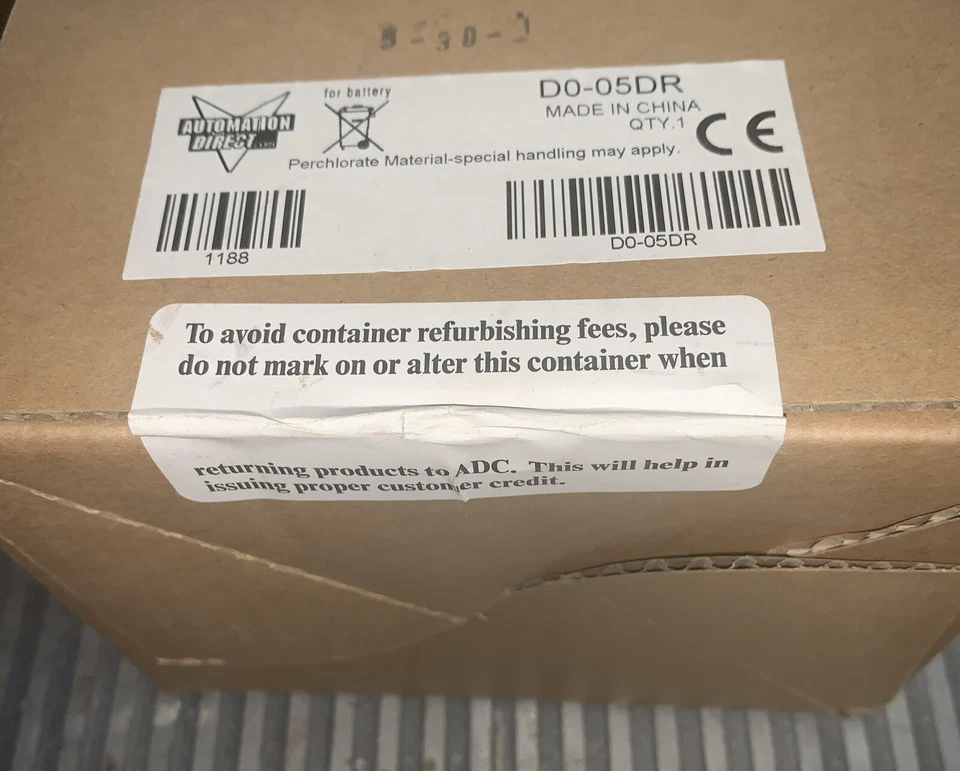 for battery
AUTOMATION
DIRECT
D0-05DR
MADE IN CHINA
QTY.1
CE
Perchlorate Material-special handling may apply.
1188
D0-05DR
To avoid container refurbishing fees, please
do not mark on or alter this container when
returning products to ADC. This will help in
issuing proper customer credit.